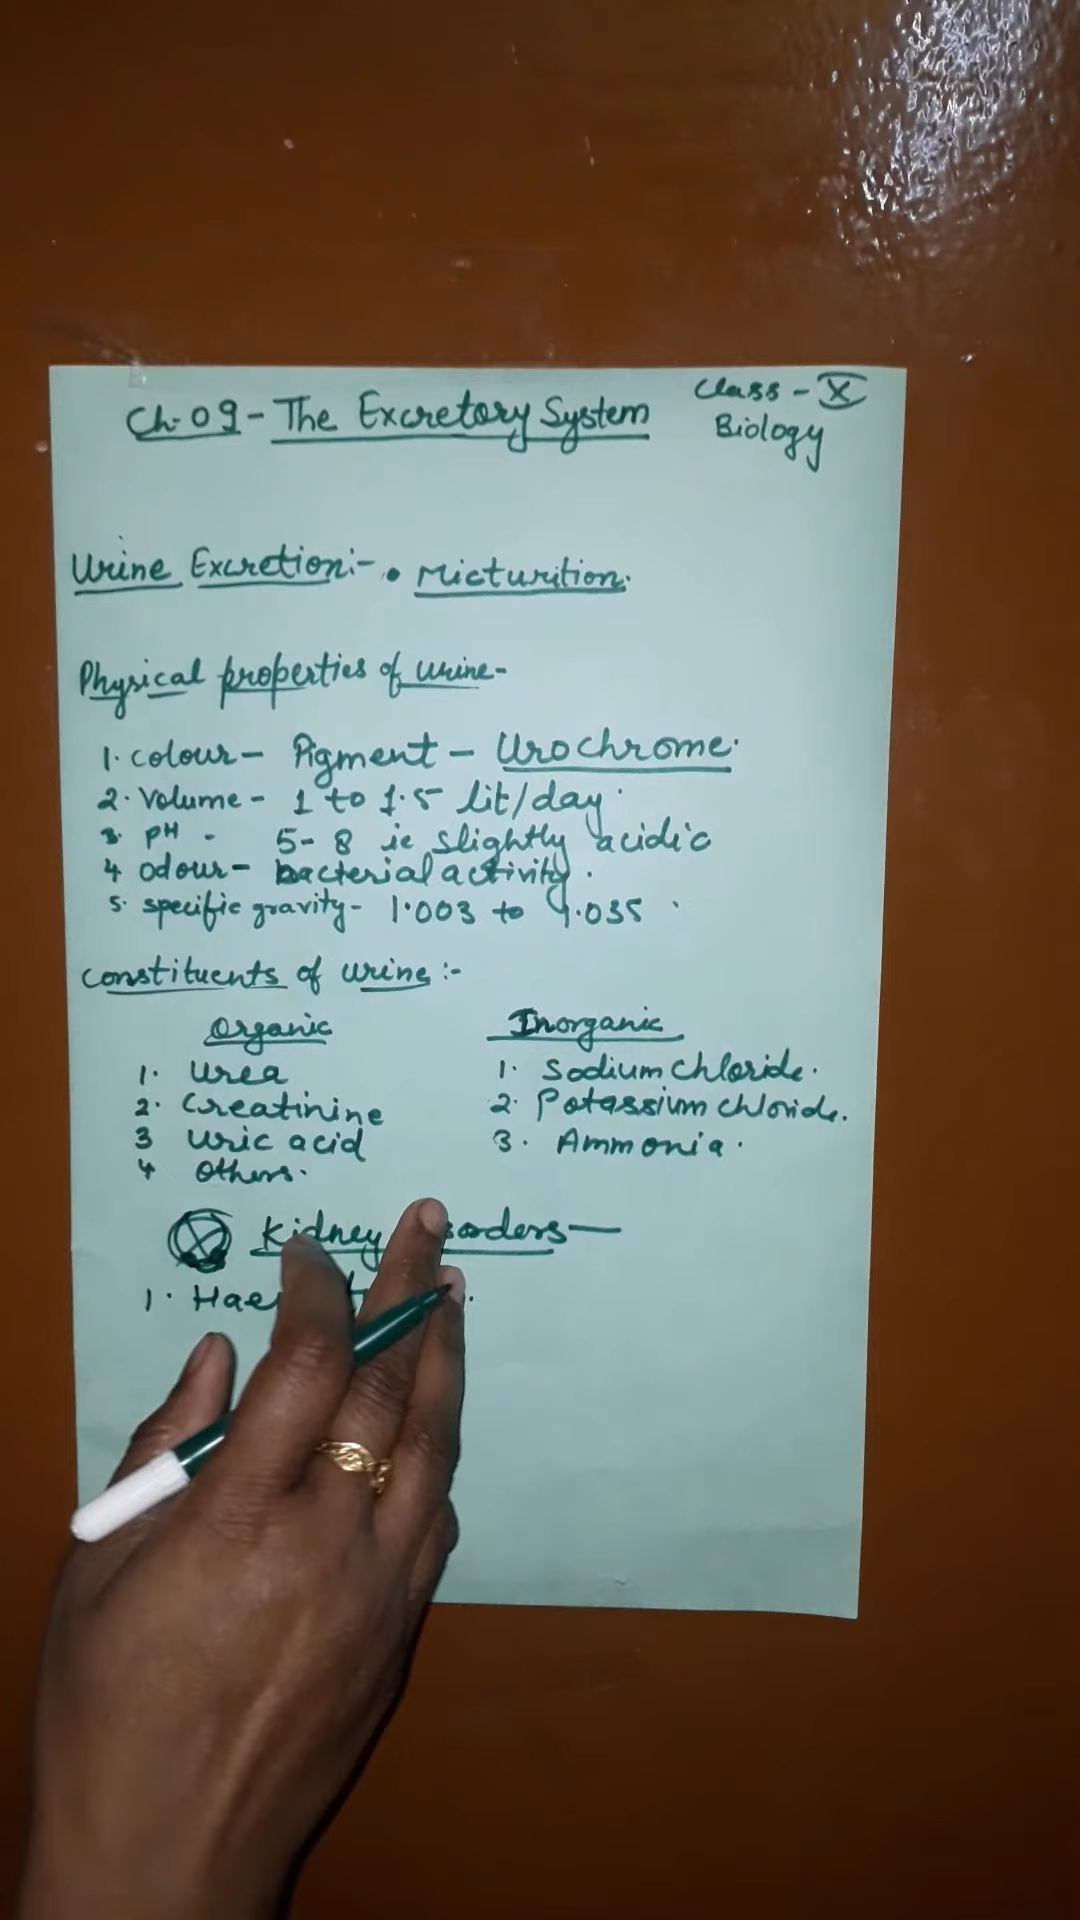 Ch-09-The Excretory System
Class - X
Biology
Urine Excretion:- • Micturition.
Physical properties of urine-
1. colour- Pigment - Urochrome.
2. Volume - 1 to 1.5 lit/day.
3. pH - 5-8 ie slightly acidic
4 odour- bacterial activity.
5. specific gravity- 1.003 to 1.035
constituents of urine :-
Organic
Inorganic
1. Urea
1. Sodium chloride.
2. Creatinine
2. Potassium chloride.
3 Uric acid
3. Ammonia.
4 Others.
Kidney
1.